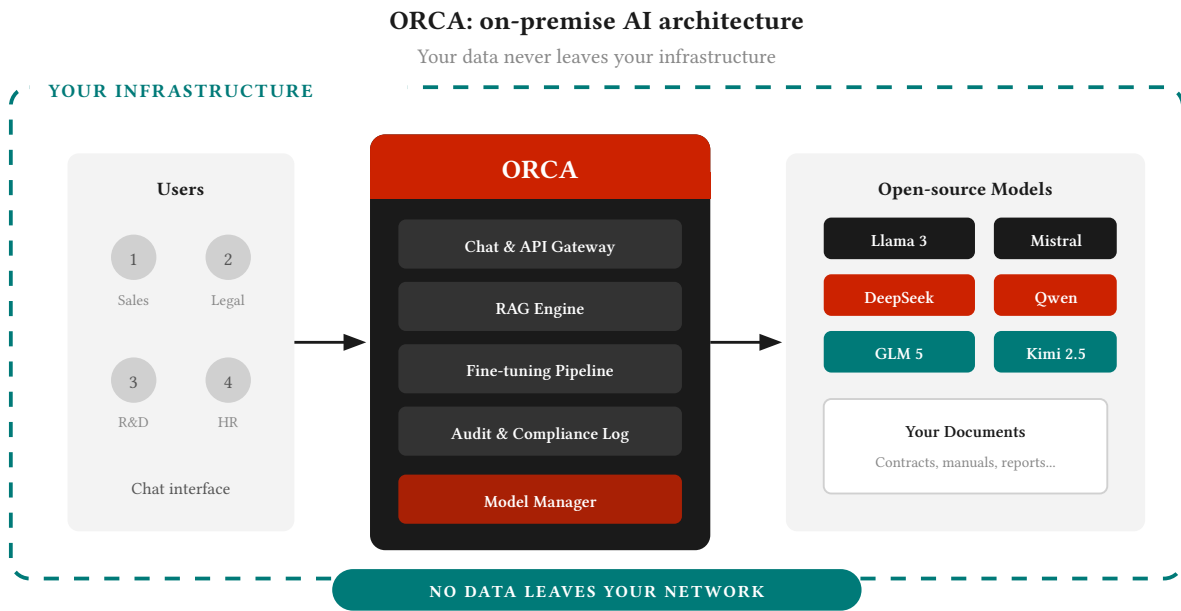 ORCA: on-premise AI architecture
Your data never leaves your infrastructure
YOUR INFRASTRUCTURE
Users
1
2
Sales
Legal
3
4
R&D
HR
Chat interface
ORCA
Chat & API Gateway
RAG Engine
Fine-tuning Pipeline
Audit & Compliance Log
Model Manager
Open-source Models
Llama 3
Mistral
DeepSeek
Qwen
GLM 5
Kimi 2.5
Your Documents
Contracts, manuals, reports...
NO DATA LEAVES YOUR NETWORK